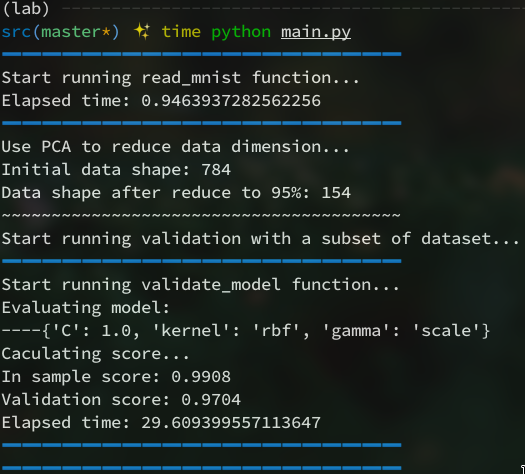 (lab)
src(master*) ✨ time python main.py
Start running read_mnist function...
Elapsed time: 0.9463937282562256
Use PCA to reduce data dimension...
Initial data shape: 784
Data shape after reduce to 95%: 154
~~~~~~~~~~~~~~~~~~~~~~~~~~~~~~~~~~~~~~~~
Start running validation with a subset of dataset...
Start running validate_model function...
Evaluating model:
----{'C': 1.0, 'kernel': 'rbf', 'gamma': 'scale'}
Caculating score...
In sample score: 0.9908
Validation score: 0.9704
Elapsed time: 29.609399557113647